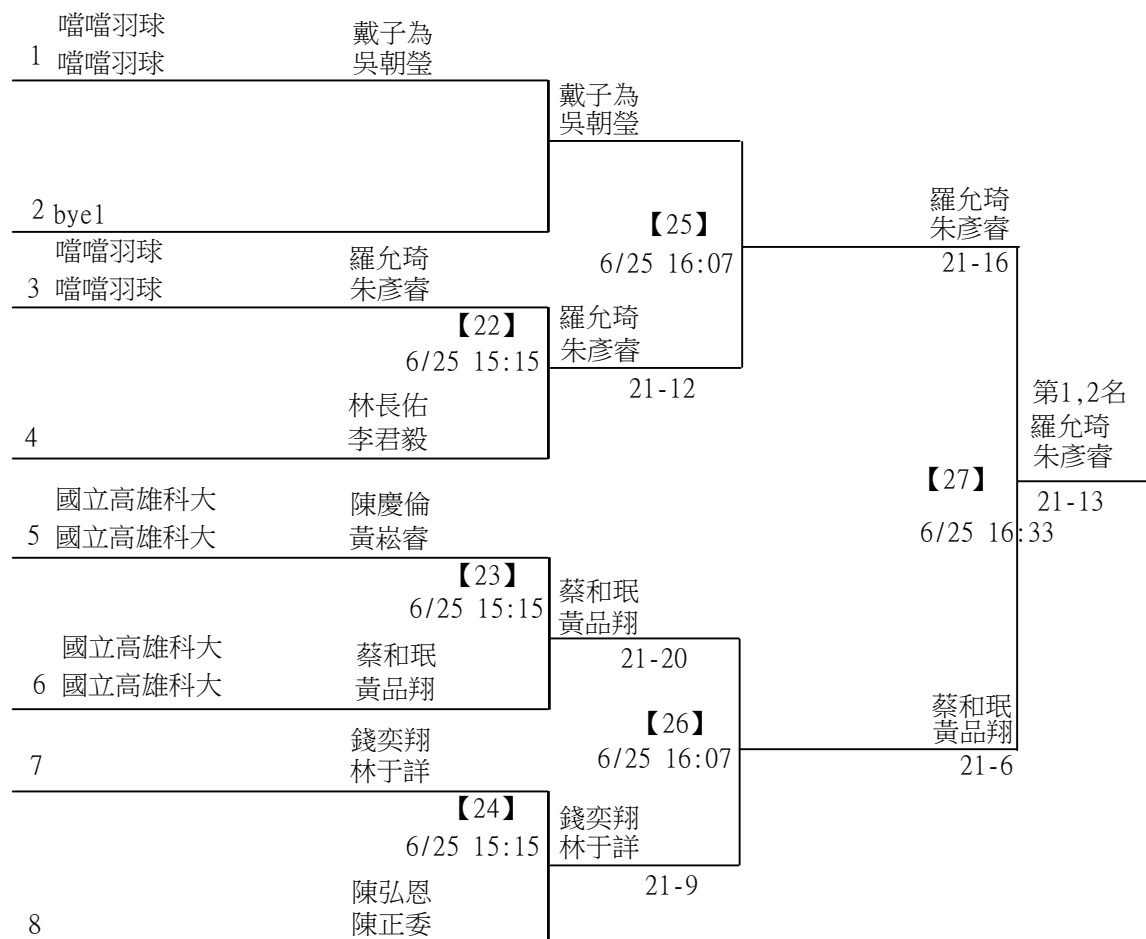 噹噹羽球 戴子為
1 噹噹羽球 吳朝瑩
戴子為
吳朝瑩
2 bye1
【25】
6/25 16:07
羅允琦
朱彥睿
21-16
噹噹羽球 羅允琦
3 噹噹羽球 朱彥睿
【22】
6/25 15:15
羅允琦
朱彥睿
21-12
林長佑
4 李君毅
第1,2名
羅允琦
朱彥睿
21-13
【27】
6/25 16:33
國立高雄科大 陳慶倫
5 國立高雄科大 黃崧睿
【23】
6/25 15:15
蔡和珉
黃品翔
21-20
國立高雄科大 蔡和珉
6 國立高雄科大 黃品翔
【26】
6/25 16:07
蔡和珉
黃品翔
21-6
錢奕翔
7 林于詳
【24】
6/25 15:15
錢奕翔
林于詳
21-9
陳弘恩
8 陳正委